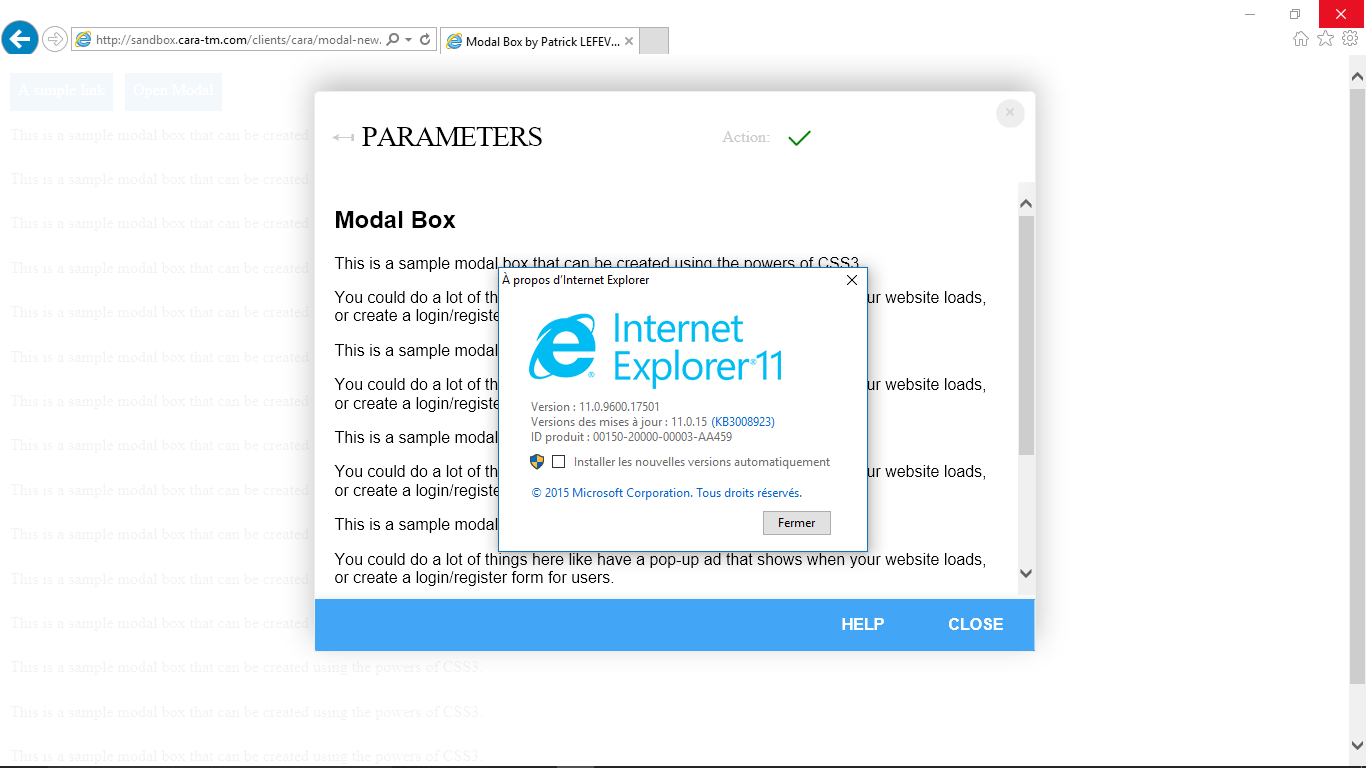 http://sandbox.cara-tm.com/clients/cara/modal-new.
Modal Box by Patrick LEFEV...
A simple link
Open Modal
This is a sample modal box that can be created
This is a sample modal box that can be created
This is a sample modal box that can be created
This is a sample modal box that can be created
This is a sample modal box that can be created
This is a sample modal box that can be created
This is a sample modal box that can be created
This is a sample modal box that can be created
This is a sample modal box that can be created
This is a sample modal box that can be created
This is a sample modal box that can be created
This is a sample modal box that can be created
This is a sample modal box that can be created using the powers of CSS3.
This is a sample modal box that can be created using the powers of CSS3.
This is a sample modal box that can be created using the powers of CSS3.
PARAMETERS
Action:
Modal Box
This is a sample modal box that can be created using the powers of CSS3.
You could do a lot of th
ur website loads,
or create a login/registe
This is a sample modal
You could do a lot of th
ur website loads,
or create a login/registe
This is a sample modal
You could do a lot of th
ur website loads,
or create a login/registe
This is a sample modal
You could do a lot of things here like have a pop-up ad that shows when your website loads,
or create a login/register form for users.
HELP
CLOSE
À propos d'Internet Explorer
Internet
Explorer®11
Version : 11.0.9600.17501
Versions des mises à jour : 11.0.15 (KB3008923)
ID produit : 00150-20000-00003-AA459
Installer les nouvelles versions automatiquement
© 2015 Microsoft Corporation. Tous droits réservés.
Fermer